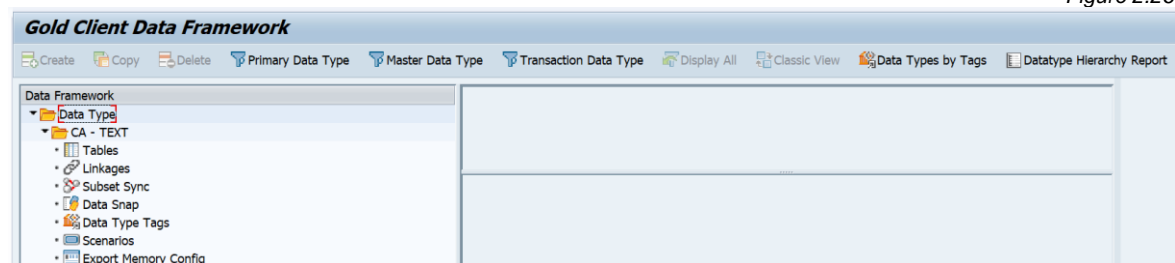 Gold Client Data Framework
Create Copy Delete Primary Data Type Master Data Type Transaction Data Type Display All Classic View Data Types by Tags Datatype Hierarchy Report
Data Framework
Data Type
CA - TEXT
Tables
Linkages
Subset Sync
Data Snap
Data Type Tags
Scenarios
Export Memory Config